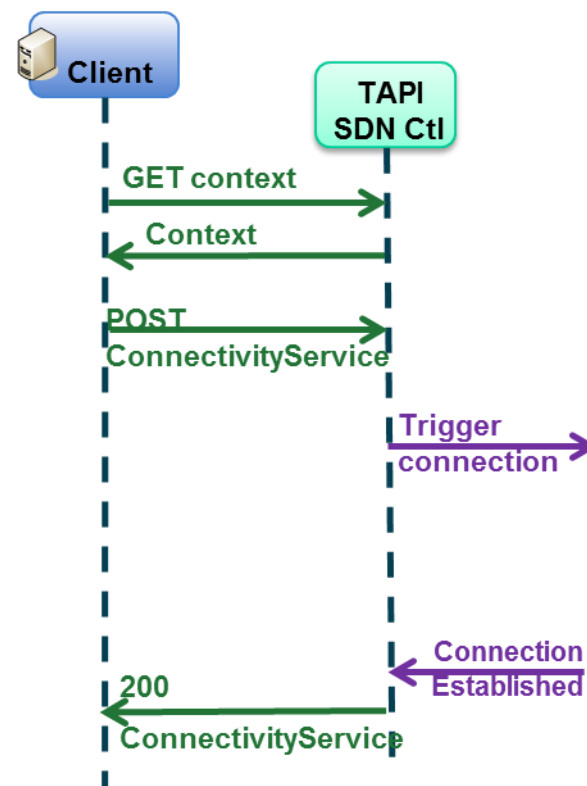 Client
TAPI
SDN Ctl
GET context
Context
POST
ConnectivityService
Trigger
connection
Connection
Established
200
ConnectivityService